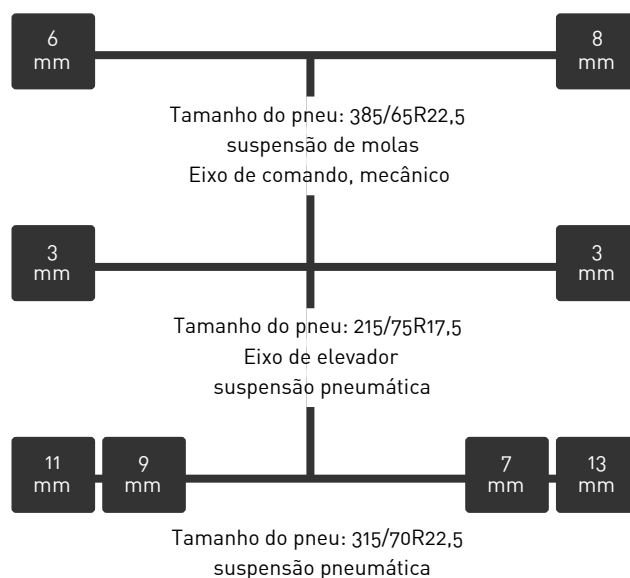 6
mm
8
mm
Tamanho do pneu: 385/65R22,5
suspensão de molas
Eixo de comando, mecânico
3
mm
3
mm
Tamanho do pneu: 215/75R17,5
Eixo de elevador
suspensão pneumática
11
mm
9
mm
7
mm
13
mm
Tamanho do pneu: 315/70R22,5
suspensão pneumática